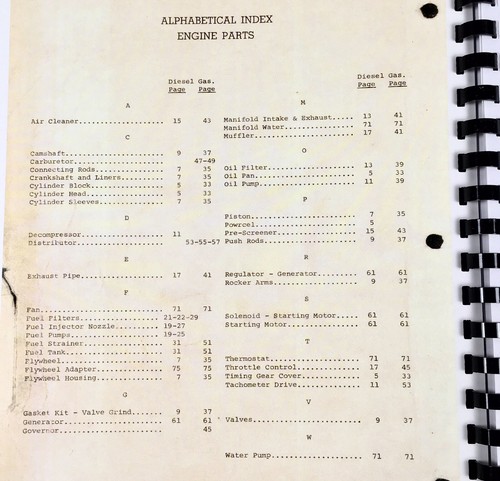 ALPHABETICAL INDEX
ENGINE PARTS
Diesel Gas.
Page Page
A
Air Cleaner.................... 15 43
C
Camshaft....................... 9 37
Carburetor..................... 47-49
Connecting Rods................ 7 35
Crankshaft and Liners.......... 7 35
Cylinder Block................. 5 33
Cylinder Head.................. 5 33
Cylinder Sleeves............... 7 35
D
Decompressor................... 11
Distributor.................... 53-55-57
E
Exhaust Pipe................... 17 41
F
Fan............................ 71 71
Fuel Filters................... 21-22-29
Fuel Injector Nozzle........... 19-27
Fuel Pumps..................... 19-25
Fuel Strainer.................. 31 51
Fuel Tank...................... 31 51
Flywheel....................... 7 35
Flywheel Adapter............... 75 75
Flywheel Housing............... 7 35
G
Gasket Kit - Valve Grind....... 9 37
Generator...................... 61 61
Governor....................... 45
Diesel Gas.
Page Page
M
Manifold Intake & Exhaust..... 13 41
Manifold Water................. 71 71
Muffler........................ 17 41
O
Oil Filter..................... 13 39
Oil Pan........................ 5 33
Oil Pump....................... 11 39
P
Piston......................... 7 35
Powrcel........................ 5
Pre-Screener................... 15 43
Push Rods...................... 9 37
R
Regulator - Generator.......... 61 61
Rocker Arms.................... 9 37
S
Solenoid - Starting Motor..... 61 61
Starting Motor................. 61 61
T
Thermostat..................... 71 71
Throttle Control............... 17 45
Timing Gear Cover.............. 5 33
Tachometer Drive............... 11 53
V
Valves......................... 9 37
W
Water Pump..................... 71 71